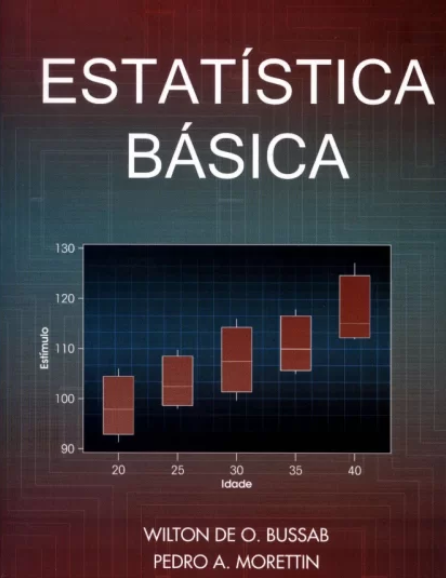 ESTATÍSTICA
BÁSICA
130
120
110
100
90
Estímulo
20 25 30 35 40
Idade
WILTON DE O. BUSSAB
PEDRO A. MORETTIN